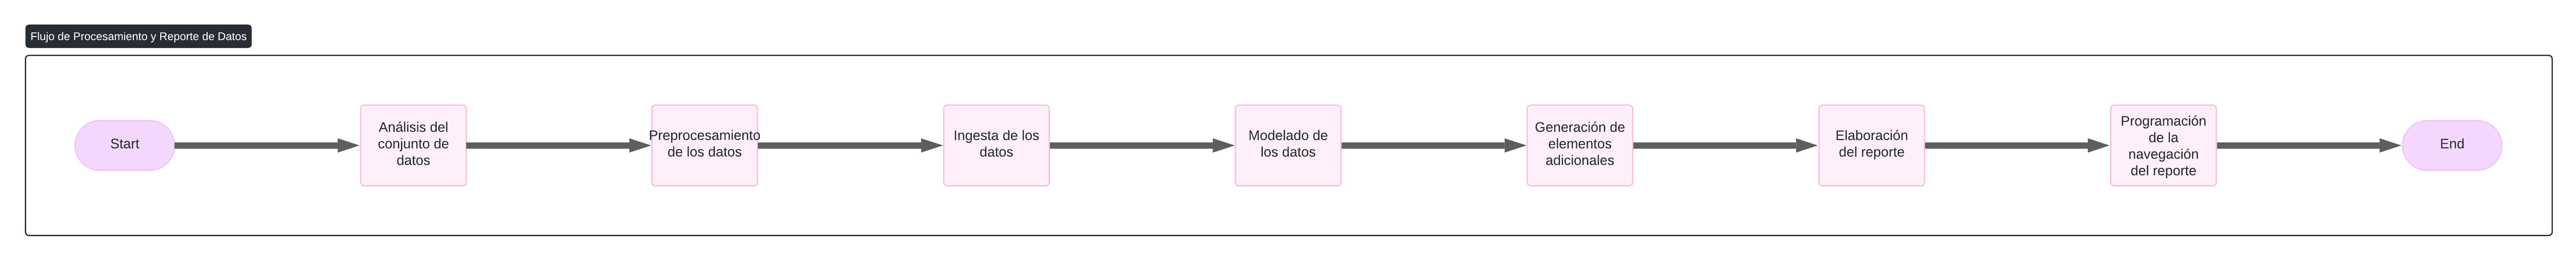 Flujo de Procesamiento y Reporte de Datos
Start
Análisis del
conjunto de
datos
Preprocesamiento
de los datos
Ingesta de los
datos
Modelado de
los datos
Generación de
elementos
adicionales
Elaboración
del reporte
Programación
de la
navegación
del reporte
End